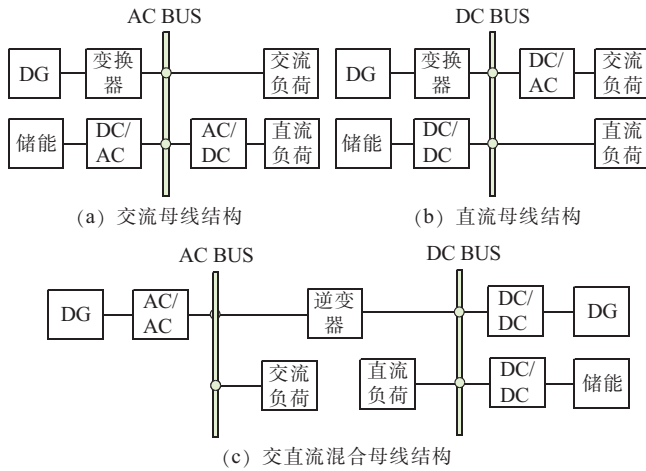 AC BUS
DC BUS
DG
变换
器
交流
负荷
储能
DC/
AC
AC/
DC
直流
负荷
DG
变换
器
DC/
AC
交流
负荷
储能
DC/
DC
直流
负荷
(a) 交流母线结构
(b) 直流母线结构
AC BUS
DC BUS
DG
AC/
AC
逆变
器
DC/
DC
DG
交流
负荷
直流
负荷
DC/
DC
储能
(c) 交直流混合母线结构